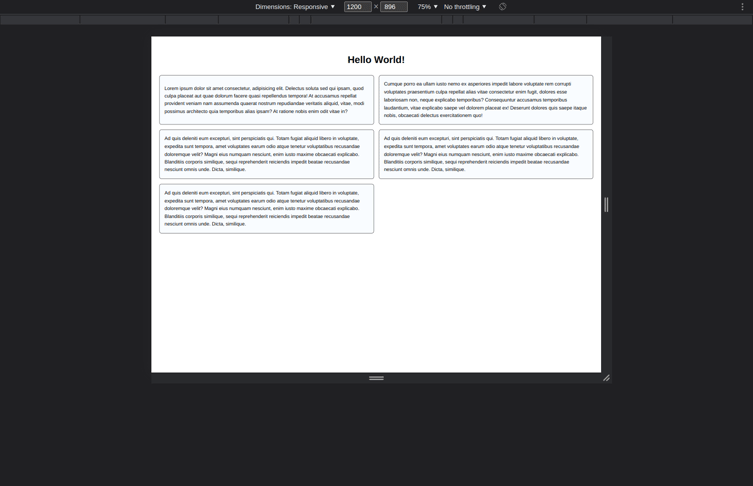 Dimensions: Responsive ▼ 1200 × 896 75% ▼ No throttling ▼
Hello World!
Lorem ipsum dolor sit amet consectetur, adipisicing elit. Delectus soluta sed qui ipsam, quod
culpa placeat aut quae dolorum facere quasi repellendus tempora! At accusamus repellat
provident veniam nam assumenda quaerat nostrum repudiandae veritatis aliquid, vitae, modi
possimus architecto quia temporibus alias ipsam? At ratione nobis enim odit vitae in?
Cumque porro ea ullam iusto nemo ex asperiores impedit labore voluptate rem corrupti
voluptates praesentium culpa repellat alias vitae consectetur enim fugit, dolores esse
laboriosam non, neque explicabo temporibus? Consequuntur accusamus temporibus
laudantium, vitae explicabo saepe vel dolorem placeat ex! Deserunt dolores quis saepe itaque
nobis, obcaecati delectus exercitationem quo!
Ad quis deleniti eum excepturi, sint perspiciatis qui. Totam fugiat aliquid libero in voluptate,
expedita sunt tempora, amet voluptates earum odio atque tenetur voluptatibus recusandae
doloremque velit? Magni eius numquam nesciunt, enim iusto maxime obcaecati explicabo.
Blanditiis corporis similique, sequi reprehenderit reiciendis itaque beatae recusandae
nesciunt omnis unde. Dicta, similique.
Ad quis deleniti eum excepturi, sint perspiciatis qui. Totam fugiat aliquid libero in voluptate,
expedita sunt tempora, amet voluptates earum odio atque tenetur voluptatibus recusandae
doloremque velit? Magni eius numquam nesciunt, enim iusto maxime obcaecati explicabo.
Blanditiis corporis similique, sequi reprehenderit reiciendis itaque beatae recusandae
nesciunt omnis unde. Dicta, similique.
Ad quis deleniti eum excepturi, sint perspiciatis qui. Totam fugiat aliquid libero in voluptate,
expedita sunt tempora, amet voluptates earum odio atque tenetur voluptatibus recusandae
doloremque velit? Magni eius numquam nesciunt, enim iusto maxime obcaecati explicabo.
Blanditiis corporis similique, sequi reprehenderit reiciendis itaque beatae recusandae
nesciunt omnis unde. Dicta, similique.